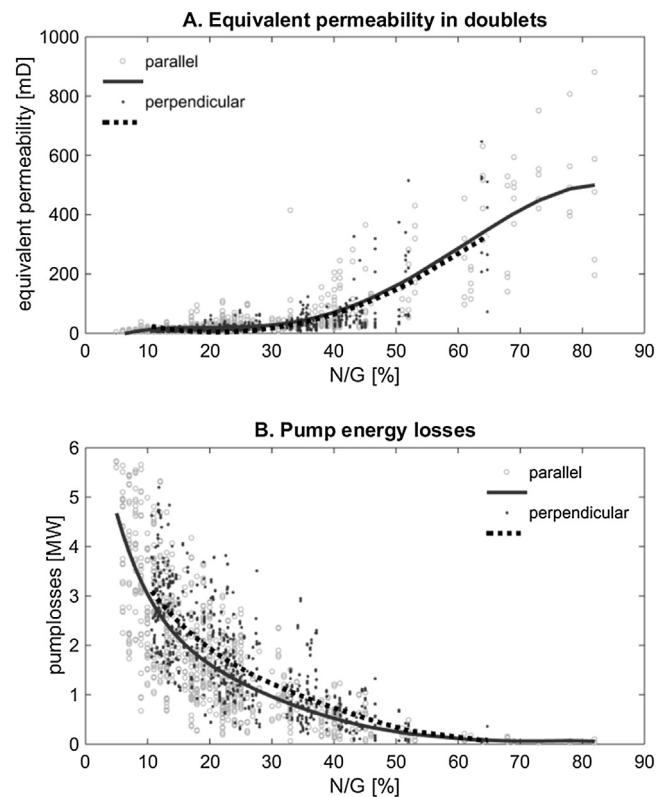 A. Equivalent permeability in doublets
1000
800
600
400
200
0
equivalent permeability [mD]
parallel
perpendicular
0 10 20 30 40 50 60 70 80 90
N/G [%]
B. Pump energy losses
6
5
4
3
2
1
0
pumplosses [MW]
parallel
perpendicular
0 10 20 30 40 50 60 70 80 90
N/G [%]